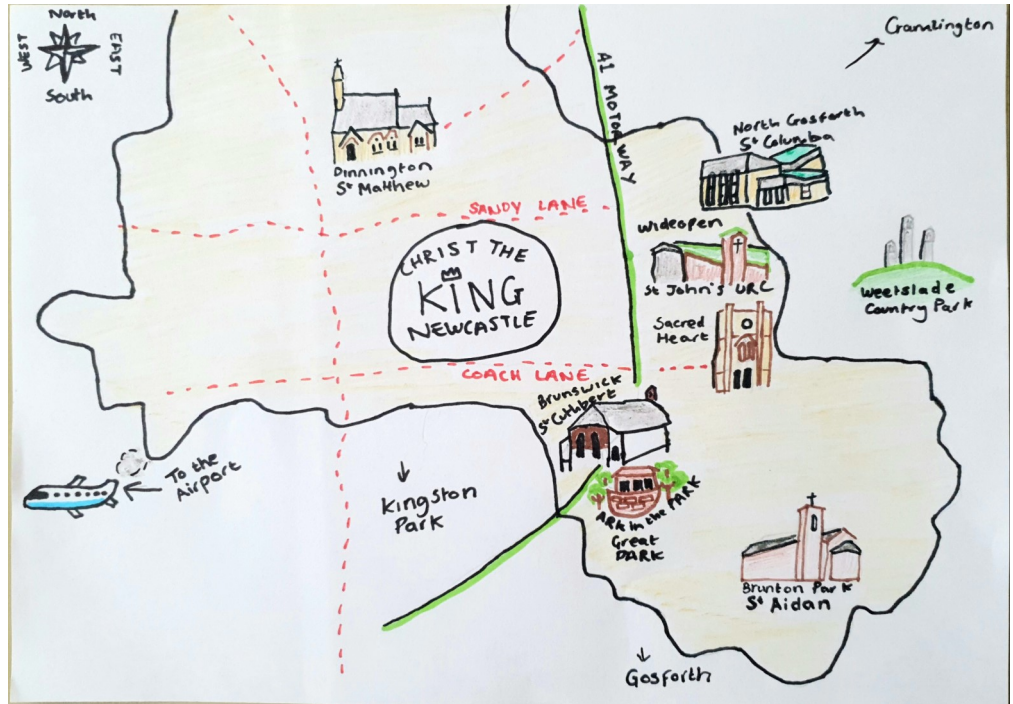 North
WEST
EAST
South
Cramlington
A1 MOTORWAY
North Gosforth
St Columba
Dinnington
St Matthew
SANDY LANE
Wideopen
St John's URC
CHRIST THE
KING
NEWCASTLE
Weetslade
Country Park
Sacred
Heart
COACH LANE
Brunswick
St Cuthbert
To the
Airport
Kingston
Park
ARK in the PARK
Great
PARK
Brunton Park
St Aidan
Gosforth